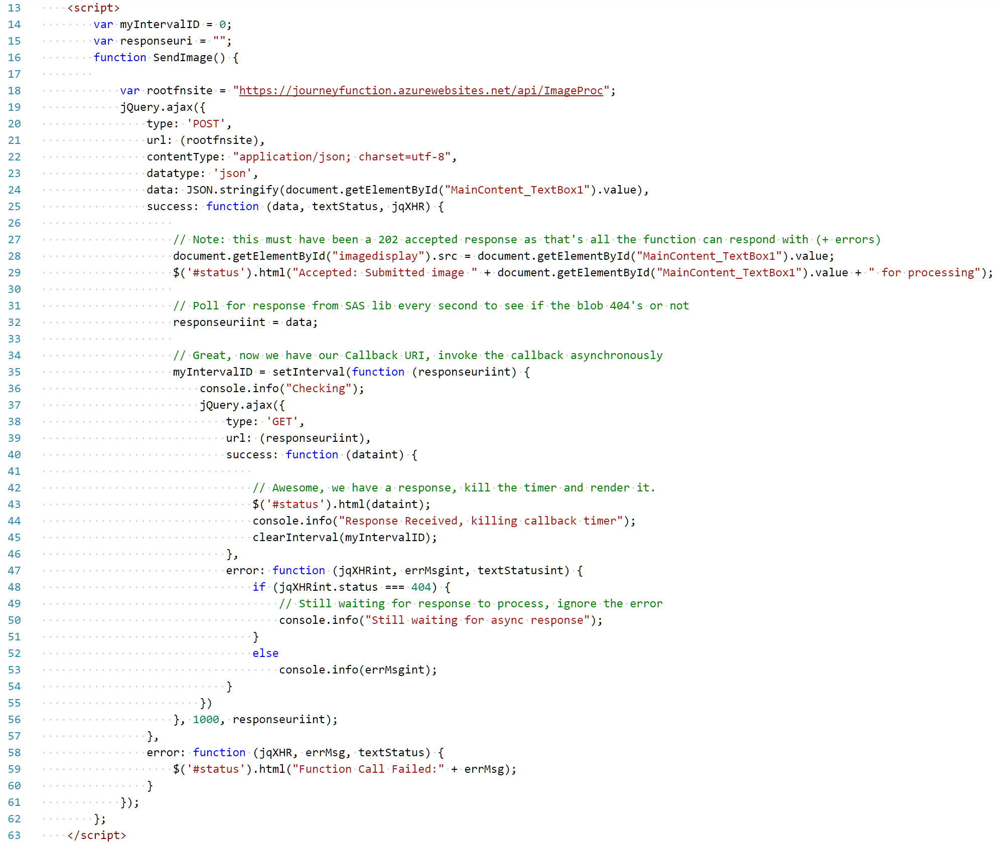 13 <script>
14 var myIntervalID = 0;
15 var responseuri = "";
16 function SendImage() {
17
18 var rootfnsite = "https://journeyfunction.azurewebsites.net/api/ImageProc";
19 jQuery.ajax({
20 type: 'POST',
21 url: (rootfnsite),
22 contentType: "application/json; charset=utf-8",
23 datatype: 'json',
24 data: JSON.stringify(document.getElementById("MainContent_TextBox1").value),
25 success: function (data, textStatus, jqXHR) {
26
27 // Note: this must have been a 202 accepted response as that's all the function can respond with (+ errors)
28 document.getElementById("imagedisplay").src = document.getElementById("MainContent_TextBox1").value;
29 $('#status').html("Accepted: Submitted image " + document.getElementById("MainContent_TextBox1").value + " for processing");
30
31 // Poll for response from SAS lib every second to see if the blob 404's or not
32 responseuriint = data;
33
34 // Great, now we have our Callback URI, invoke the callback asynchronously
35 myIntervalID = setInterval(function (responseuriint) {
36 console.info("Checking");
37 jQuery.ajax({
38 type: 'GET',
39 url: (responseuriint),
40 success: function (dataint) {
41
42 // Awesome, we have a response, kill the timer and render it.
43 $('#status').html(dataint);
44 console.info("Response Received, killing callback timer");
45 clearInterval(myIntervalID);
46 },
47 error: function (jqXHRint, errMsgint, textStatusint) {
48 if (jqXHRint.status === 404) {
49 // Still waiting for response to process, ignore the error
50 console.info("Still waiting for async response");
51 }
52 else
53 console.info(errMsgint);
54 }
55 })
56 }, 1000, responseuriint);
57 },
58 error: function (jqXHR, errMsg, textStatus) {
59 $('#status').html("Function Call Failed:" + errMsg);
60 }
61 });
62 };
63 </script>